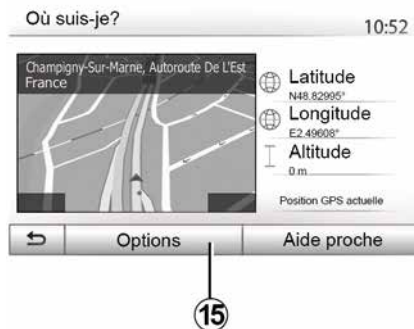 Où suis-je?
10:52
Champigny-Sur-Marne, Autoroute De L'Est
France
Latitude
N48.82995°
Longitude
E2.49608°
Altitude
0 m
Position GPS actuelle
Options
Aide proche
15